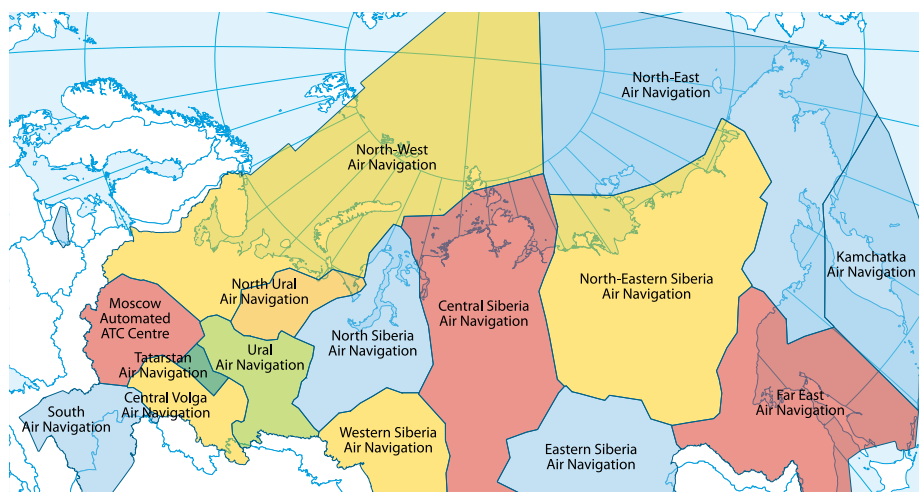 North-East
Air Navigation
North-West
Air Navigation
Kamchatka
Air Navigation
North-Eastern Siberia
Air Navigation
North Ural
Air Navigation
Moscow
Automated
ATC Centre
Central Siberia
Air Navigation
North Siberia
Air Navigation
Ural
Air Navigation
Tatarstan
Air Navigation
Central Volga
Air Navigation
Far East
Air Navigation
South
Air Navigation
Western Siberia
Air Navigation
Eastern Siberia
Air Navigation